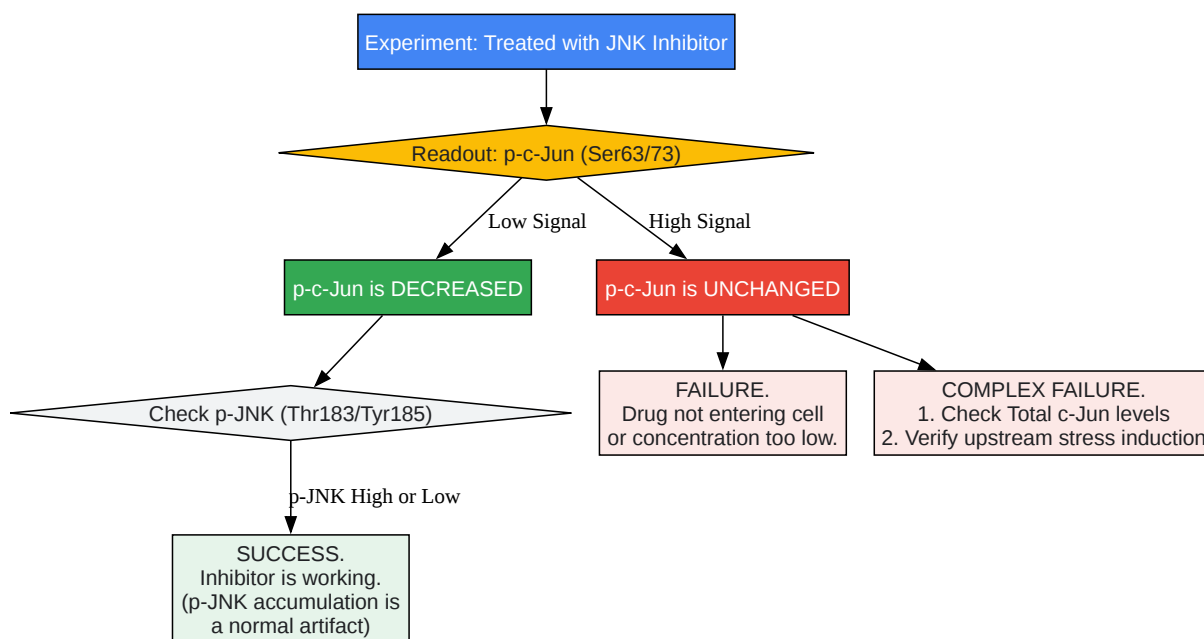 Experiment: Treated with JNK Inhibitor
Readout: p-c-Jun (Ser63/73)
Low Signal
High Signal
p-c-Jun is DECREASED
p-c-Jun is UNCHANGED
Check p-JNK (Thr183/Tyr185)
FAILURE.
Drug not entering cell
or concentration too low.
COMPLEX FAILURE.
1. Check Total c-Jun levels
2. Verify upstream stress induction
p-JNK High or Low
SUCCESS.
Inhibitor is working.
(p-JNK accumulation is
a normal artifact)